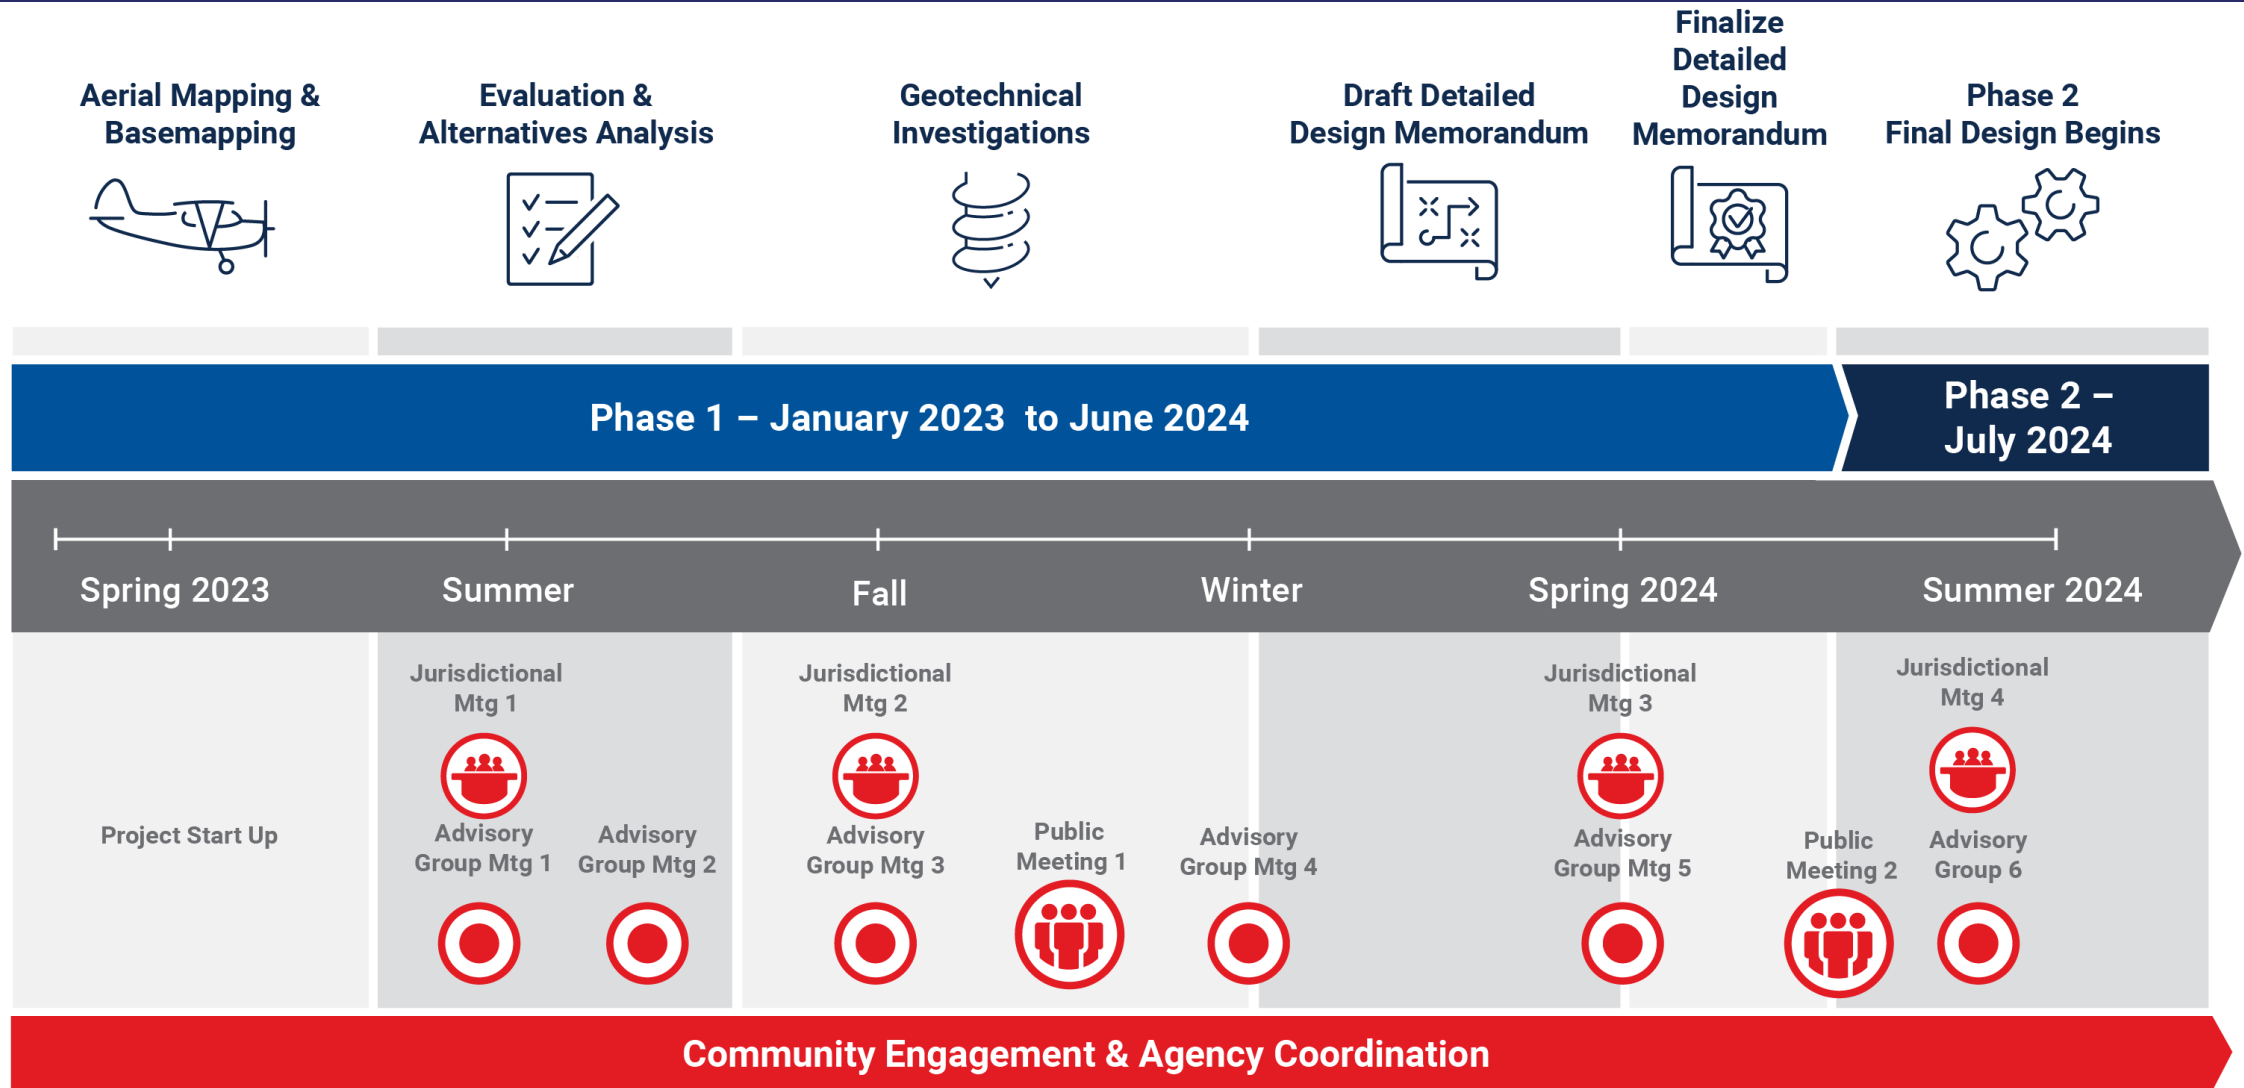 Aerial Mapping &
Basemapping
Evaluation &
Alternatives Analysis
Geotechnical
Investigations
Draft Detailed
Design Memorandum
Finalize
Detailed
Design
Memorandum
Phase 2
Final Design Begins
Phase 1 – January 2023 to June 2024
Phase 2 –
July 2024
Spring 2023
Summer
Fall
Winter
Spring 2024
Summer 2024
Project Start Up
Jurisdictional
Mtg 1
Advisory
Group Mtg 1
Advisory
Group Mtg 2
Jurisdictional
Mtg 2
Advisory
Group Mtg 3
Public
Meeting 1
Advisory
Group Mtg 4
Jurisdictional
Mtg 3
Advisory
Group Mtg 5
Public
Meeting 2
Jurisdictional
Mtg 4
Advisory
Group 6
Community Engagement & Agency Coordination